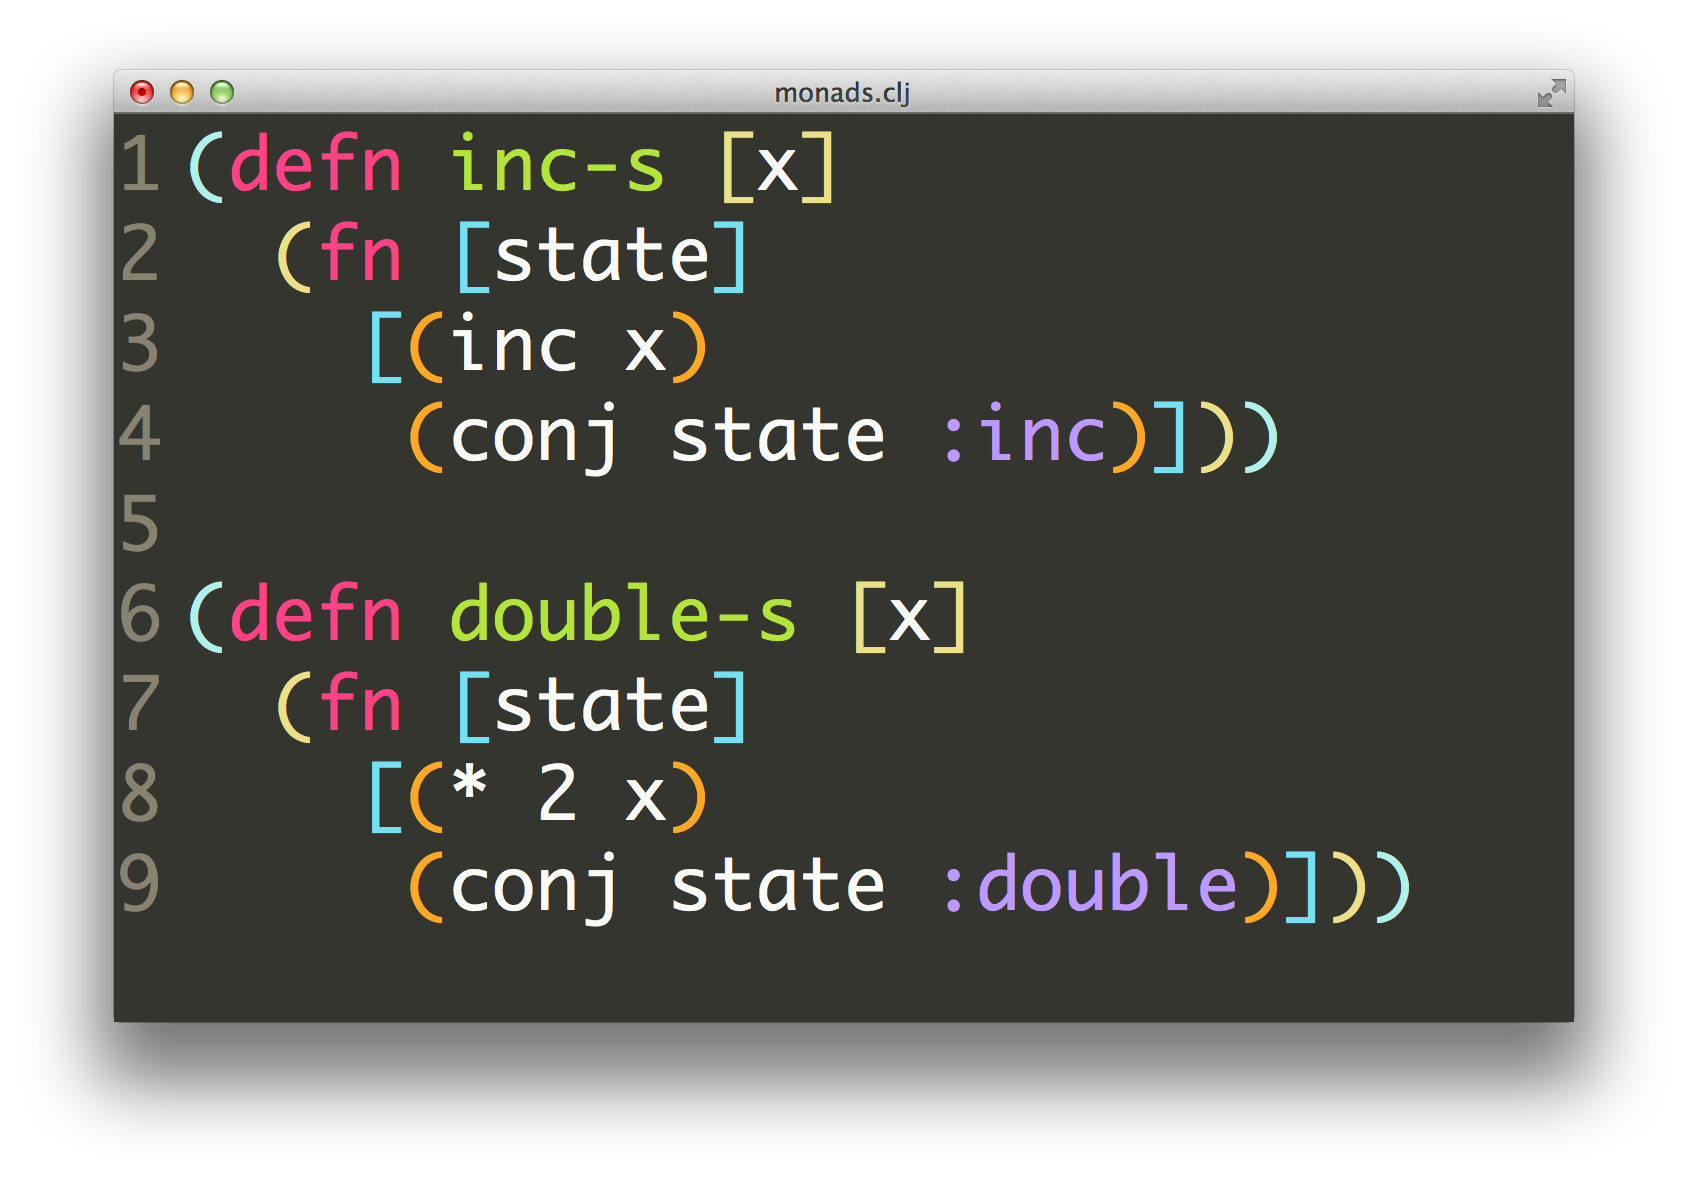 monads.clj
1 (defn inc-s [x]
2   (fn [state]
3     [(inc x)
4      (conj state :inc)]))
5
6 (defn double-s [x]
7   (fn [state]
8     [(* 2 x)
9      (conj state :double)]))